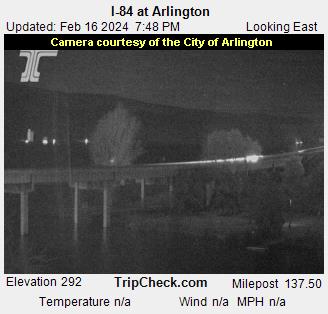 I-84 at Arlington
Updated: Feb 16 2024 7:48 PM Looking East
Camera courtesy of the City of Arlington
Elevation 292 TripCheck.com Milepost 137.50
Temperature n/a Wind n/a MPH n/a